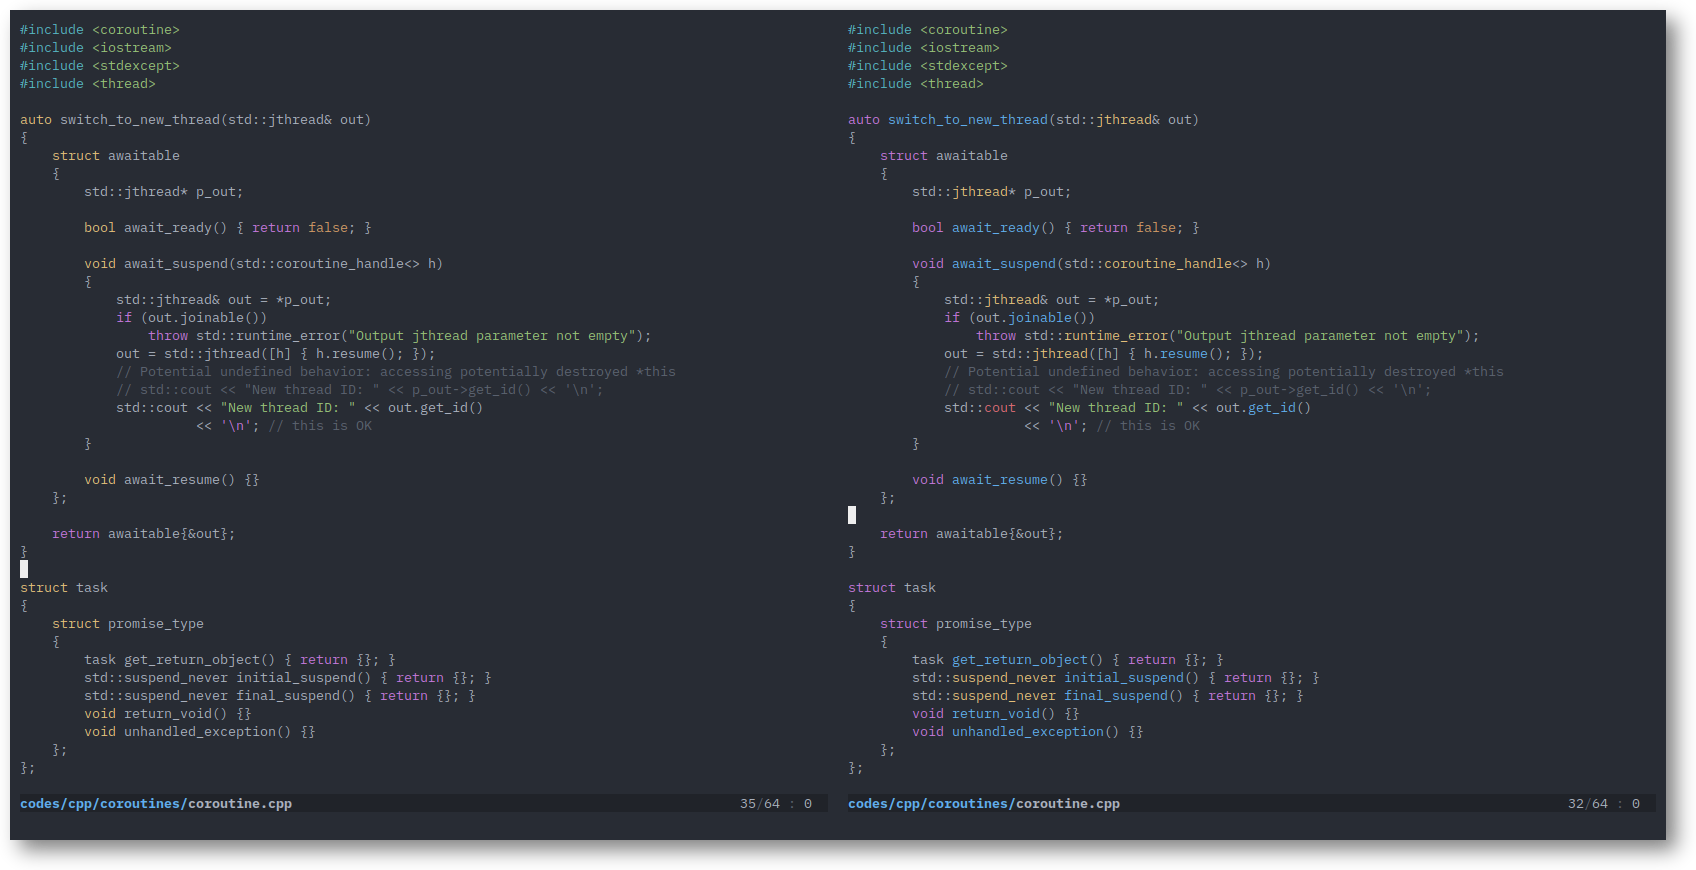 #include <coroutine>
#include <iostream>
#include <stdexcept>
#include <thread>

auto switch_to_new_thread(std::jthread& out)
{
    struct awaitable
    {
        std::jthread* p_out;

        bool await_ready() { return false; }

        void await_suspend(std::coroutine_handle<> h)
        {
            std::jthread& out = *p_out;
            if (out.joinable())
                throw std::runtime_error("Output jthread parameter not empty");
            out = std::jthread([h] { h.resume(); });
            // Potential undefined behavior: accessing potentially destroyed *this
            // std::cout << "New thread ID: " << p_out->get_id() << '\n';
            std::cout << "New thread ID: " << out.get_id()
                      << '\n'; // this is OK
        }

        void await_resume() {}
    };

    return awaitable{&out};
}

struct task
{
    struct promise_type
    {
        task get_return_object() { return {}; }
        std::suspend_never initial_suspend() { return {}; }
        std::suspend_never final_suspend() { return {}; }
        void return_void() {}
        void unhandled_exception() {}
    };
};

codes/cpp/coroutines/coroutine.cpp 35/64 : 0

#include <coroutine>
#include <iostream>
#include <stdexcept>
#include <thread>

auto switch_to_new_thread(std::jthread& out)
{
    struct awaitable
    {
        std::jthread* p_out;

        bool await_ready() { return false; }

        void await_suspend(std::coroutine_handle<> h)
        {
            std::jthread& out = *p_out;
            if (out.joinable())
                throw std::runtime_error("Output jthread parameter not empty");
            out = std::jthread([h] { h.resume(); });
            // Potential undefined behavior: accessing potentially destroyed *this
            // std::cout << "New thread ID: " << p_out->get_id() << '\n';
            std::cout << "New thread ID: " << out.get_id()
                      << '\n'; // this is OK
        }

        void await_resume() {}
    };

    return awaitable{&out};
}

struct task
{
    struct promise_type
    {
        task get_return_object() { return {}; }
        std::suspend_never initial_suspend() { return {}; }
        std::suspend_never final_suspend() { return {}; }
        void return_void() {}
        void unhandled_exception() {}
    };
};

codes/cpp/coroutines/coroutine.cpp 32/64 : 0